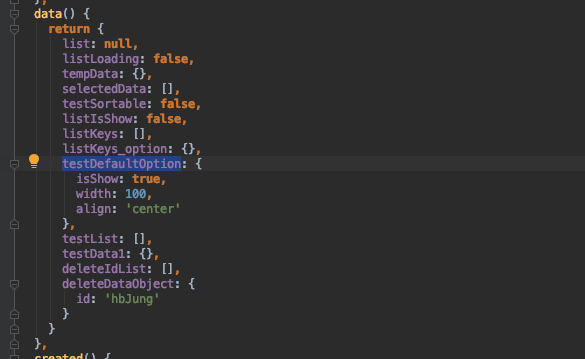 },
data() {
return {
list: null,
listLoading: false,
tempData: {},
selectedData: [],
testSortable: false,
listIsShow: false,
listKeys: [],
listKeys_option: {},
testDefaultOption: {
isShow: true,
width: 100,
align: 'center'
},
testList: [],
testData1: {},
deleteIdList: [],
deleteDataObject: {
id: 'hbJung'
}
}
},
created() {